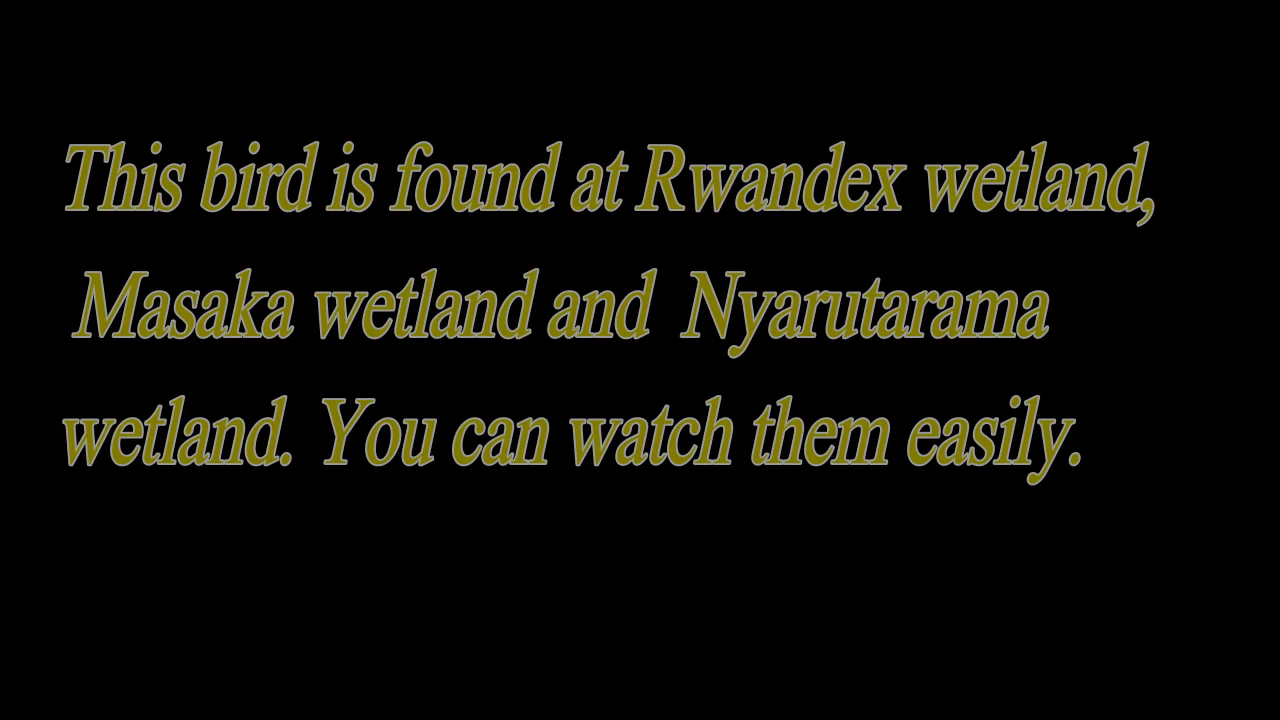 This bird is found at Rwandex wetland,
Masaka wetland and Nyarutarama
wetland. You can watch them easily.